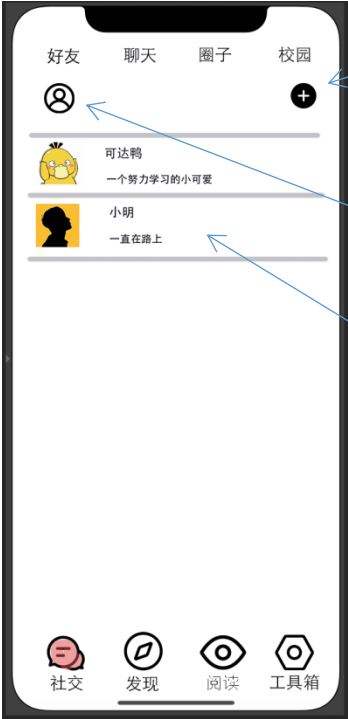 好友 聊天 圈子 校园
可达鸭
一个努力学习的小可爱
小明
一直在路上
社交 发现 阅读 工具箱